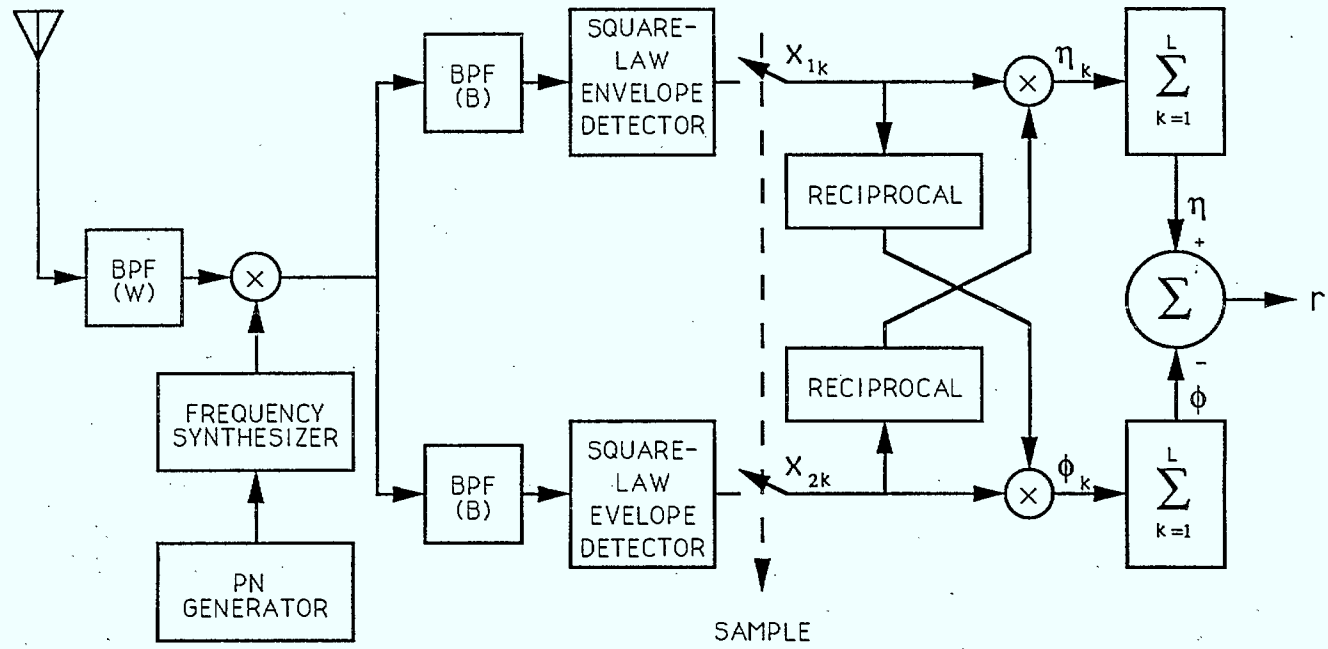 BPF
(W)
×
FREQUENCY
SYNTHESIZER
PN
GENERATOR
BPF
(B)
SQUARE-
LAW
ENVELOPE
DETECTOR
X1k
RECIPROCAL
×
ηk
L
Σ
k=1
η
+
Σ
r
-
ϕ
BPF
(B)
SQUARE-
LAW
EVELOPE
DETECTOR
X2k
RECIPROCAL
×
ϕk
L
Σ
k=1
SAMPLE